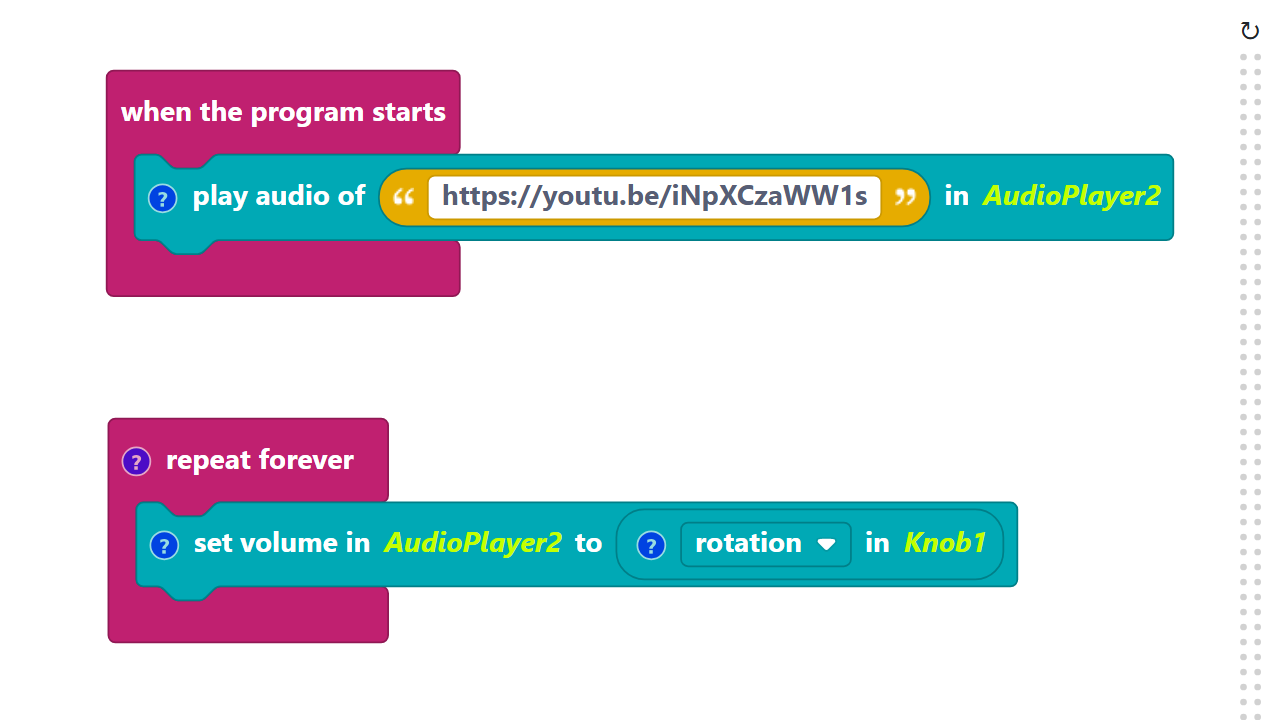 when the program starts
? play audio of “ https://youtu.be/iNpXCzaWW1s ” in AudioPlayer2
? repeat forever
? set volume in AudioPlayer2 to ? rotation in Knob1